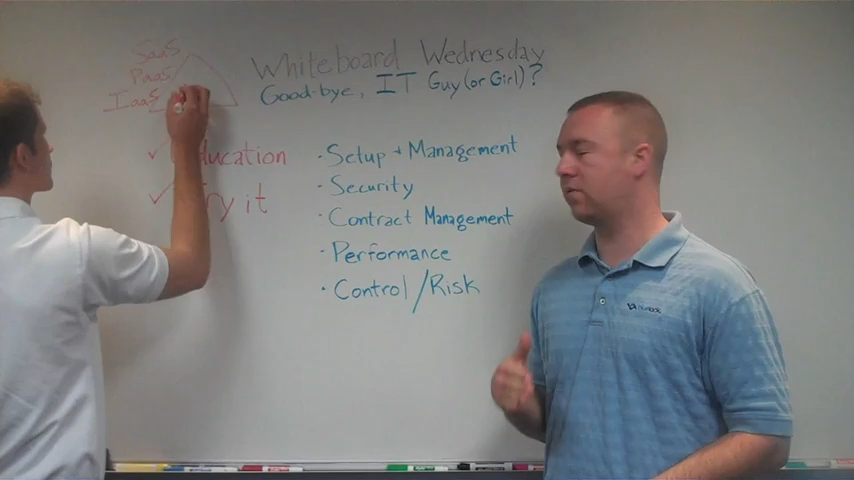 SaaS
PaaS
IaaS
Whiteboard Wednesday
Good-bye, IT Guy (or Girl)?
✓ Education
✓ Try it
· Setup + Management
· Security
· Contract Management
· Performance
· Control / Risk